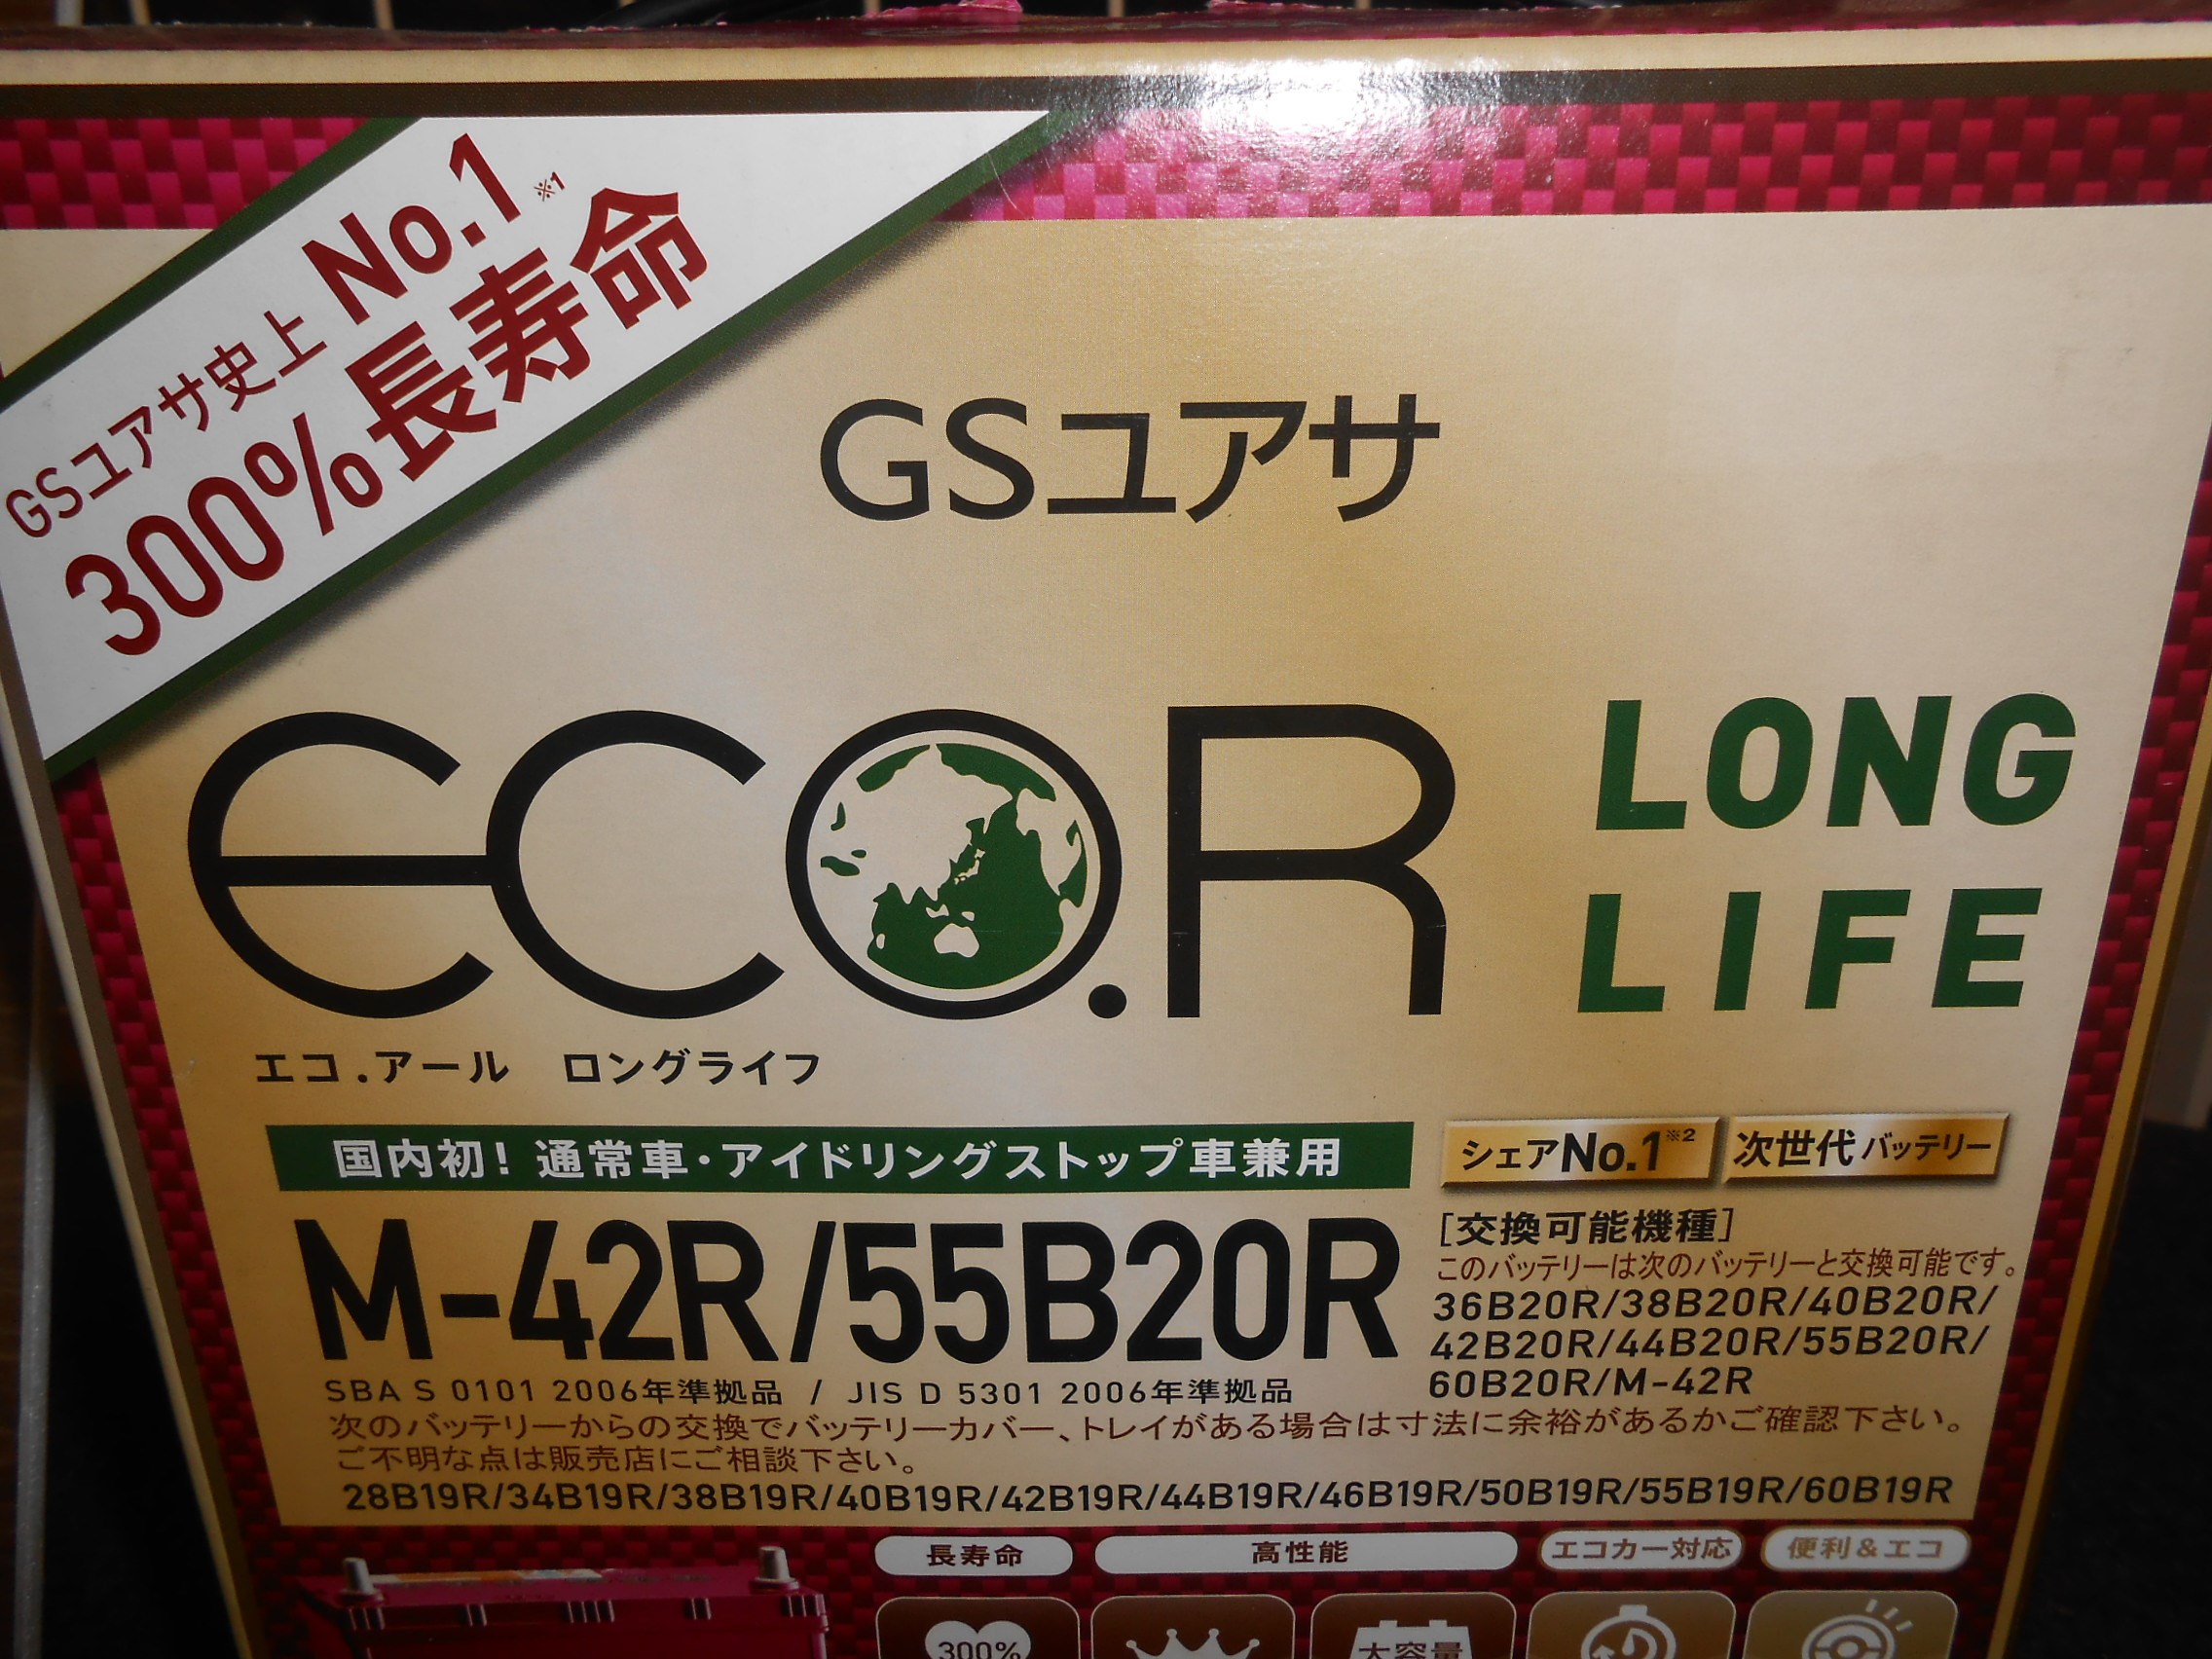 GSユアサ史上 No.1※1
300%長寿命
GSユアサ
eco.R
LONG
LIFE
エコ.アール　ロングライフ
国内初！通常車・アイドリングストップ車兼用
シェアNo.1※2
次世代バッテリー
M-42R/55B20R
[交換可能機種]
このバッテリーは次のバッテリーと交換可能です。
36B20R/38B20R/40B20R/
42B20R/44B20R/55B20R/
60B20R/M-42R
SBA S 0101 2006年準拠品 / JIS D 5301 2006年準拠品
次のバッテリーからの交換でバッテリーカバー、トレイがある場合は寸法に余裕があるかご確認下さい。
ご不明な点は販売店にご相談下さい。
28B19R/34B19R/38B19R/40B19R/42B19R/44B19R/46B19R/50B19R/55B19R/60B19R
長寿命
高性能
エコカー対応
便利&エコ
300%
大容量